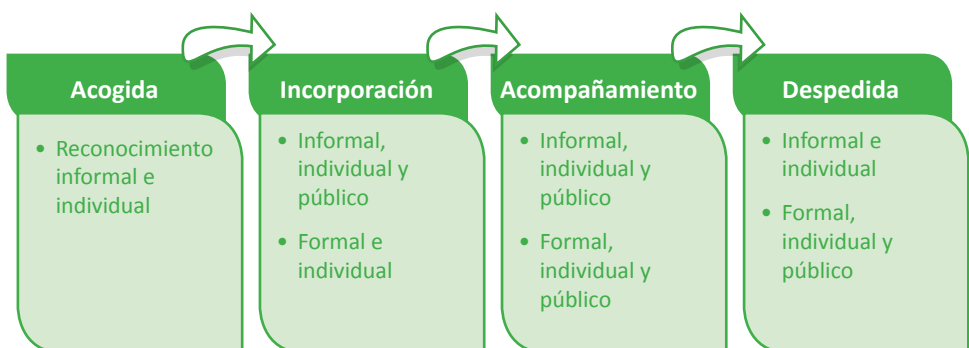 Acogida
• Reconocimiento
informal e
individual
Incorporación
• Informal,
individual y
público
• Formal e
individual
Acompañamiento
• Informal,
individual y
público
• Formal,
individual y
público
Despedida
• Informal e
individual
• Formal,
individual y
público